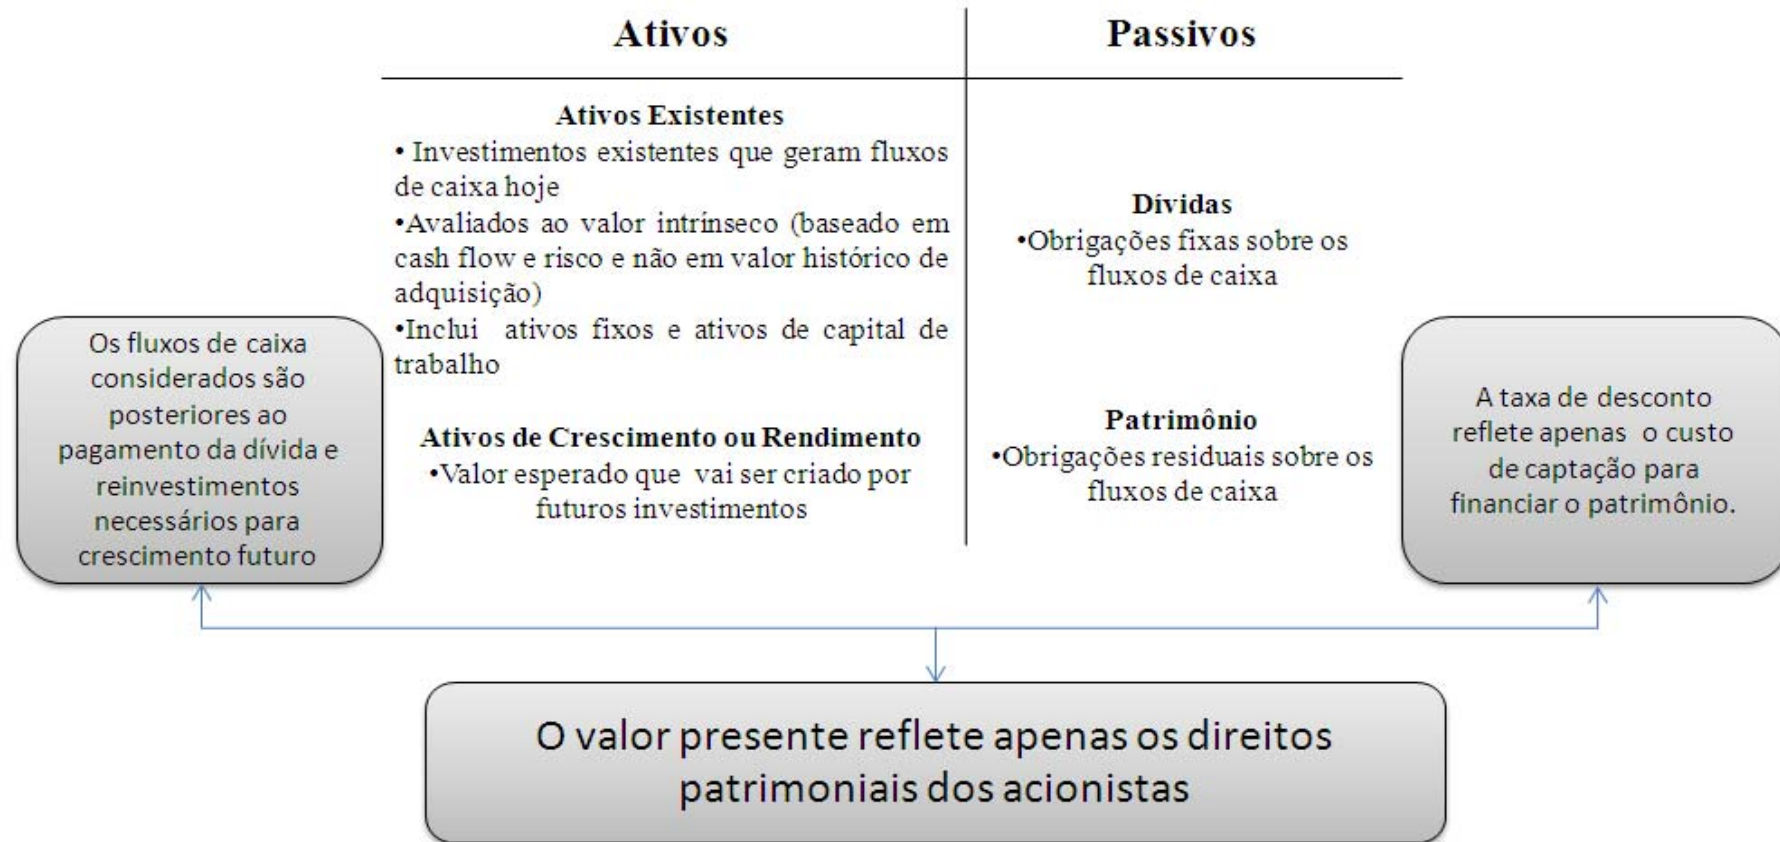 Ativos
Passivos
Ativos Existentes
• Investimentos existentes que geram fluxos
de caixa hoje
•Avaliados ao valor intrínseco (baseado em
cash flow e risco e não em valor histórico de
adquisição)
•Inclui ativos fixos e ativos de capital de
trabalho
Ativos de Crescimento ou Rendimento
•Valor esperado que vai ser criado por
futuros investimentos
Dívidas
•Obrigações fixas sobre os
fluxos de caixa
Patrimônio
•Obrigações residuais sobre os
fluxos de caixa
Os fluxos de caixa
considerados são
posteriores ao
pagamento da dívida e
reinvestimentos
necessários para
crescimento futuro
A taxa de desconto
reflete apenas o custo
de captação para
financiar o patrimônio.
O valor presente reflete apenas os direitos
patrimoniais dos acionistas